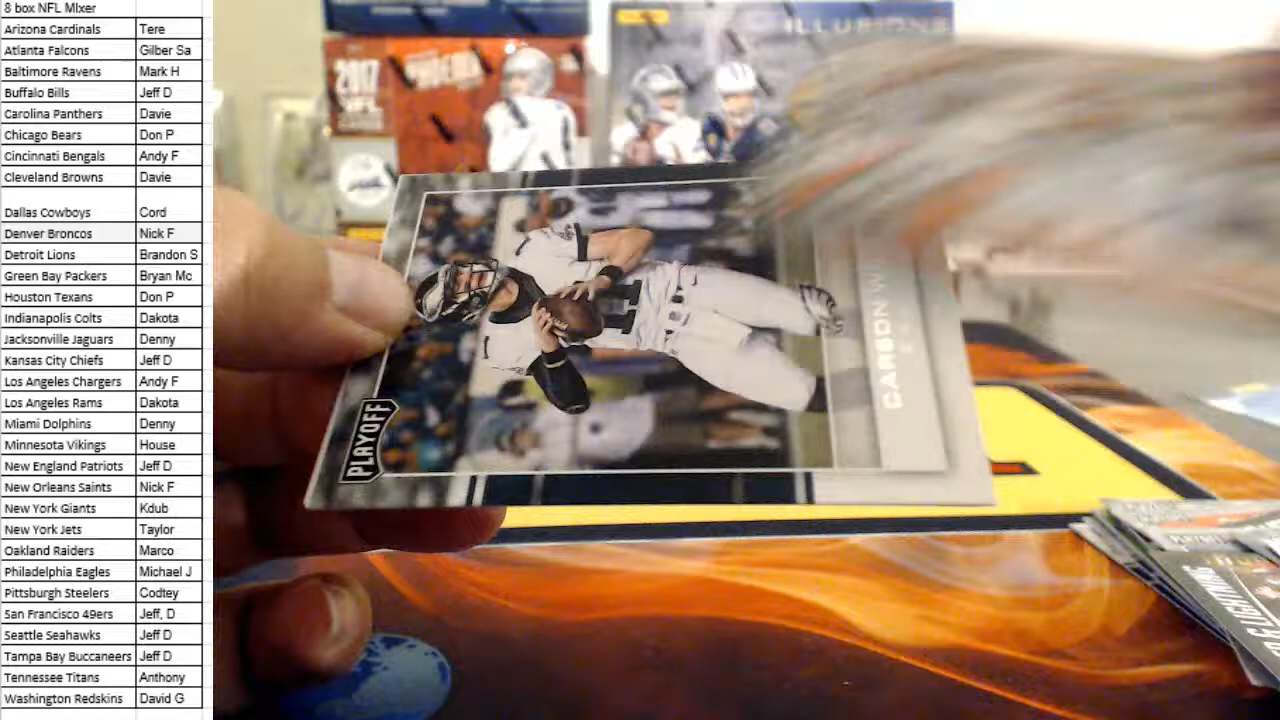 8 box NFL MIxer
Arizona Cardinals Tere
Atlanta Falcons Gilber Sa
Baltimore Ravens Mark H
Buffalo Bills Jeff D
Carolina Panthers Davie
Chicago Bears Don P
Cincinnati Bengals Andy F
Cleveland Browns Davie
Dallas Cowboys Cord
Denver Broncos Nick F
Detroit Lions Brandon S
Green Bay Packers Bryan Mc
Houston Texans Don P
Indianapolis Colts Dakota
Jacksonville Jaguars Denny
Kansas City Chiefs Jeff D
Los Angeles Chargers Andy F
Los Angeles Rams Dakota
Miami Dolphins Denny
Minnesota Vikings House
New England Patriots Jeff D
New Orleans Saints Nick F
New York Giants Kdub
New York Jets Taylor
Oakland Raiders Marco
Philadelphia Eagles Michael J
Pittsburgh Steelers Codtey
San Francisco 49ers Jeff, D
Seattle Seahawks Jeff D
Tampa Bay Buccaneers Jeff D
Tennessee Titans Anthony
Washington Redskins David G
2017
NFL
PHOENIX
ILLUSIONS
PLAYOFF
CARSON
11
LIGHTING